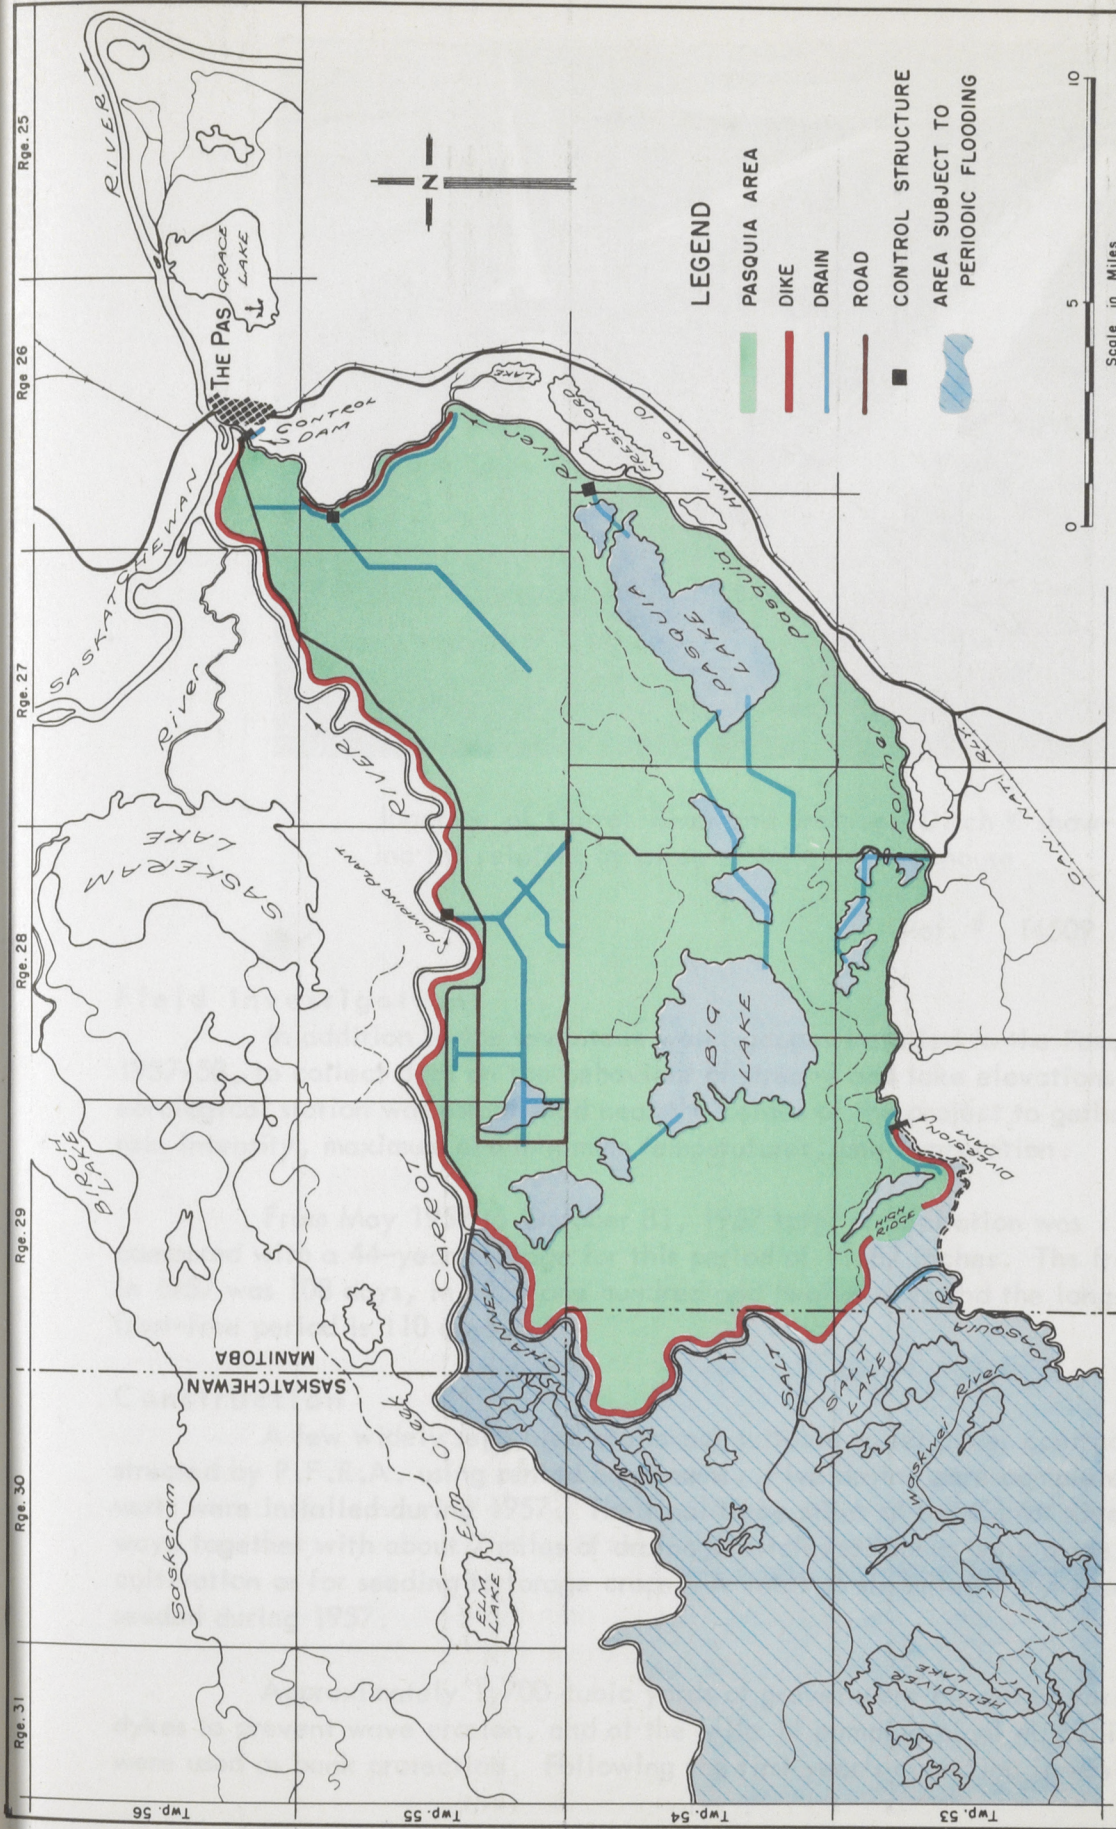 Rge. 31
Rge. 30
Rge. 29
Rge. 28
Rge. 27
Rge 26
Rge. 25
Twp. 56
Twp. 55
Twp. 54
Twp. 53
RIVER
GRACE
LAKE
THE PAS
CONTROL
DAM
SASKATCHEWAN
River
SASKERAM
LAKE
RIVER
PUMPING PLANT
BIRCH
LAKE
CARROT
CHANNEL
MANITOBA
SASKATCHEWAN
Saskeram
Creek
ELM
ELM
LAKE
LAKE
FRESHFORD
HWY. No 10
River
Pasquia
Former
PASQUIA
LAKE
BIG
LAKE
CAN. NAT'L RLY.
DIVERSION
DAM
HIGH
RIDGE
SALT
SALT
LAKE
PASQUIA
R.
Waskwei River
HELLDIVER
LAKE
N
LEGEND
PASQUIA AREA
DIKE
DRAIN
ROAD
CONTROL STRUCTURE
AREA SUBJECT TO
PERIODIC FLOODING
0 5 10
Scale in Miles